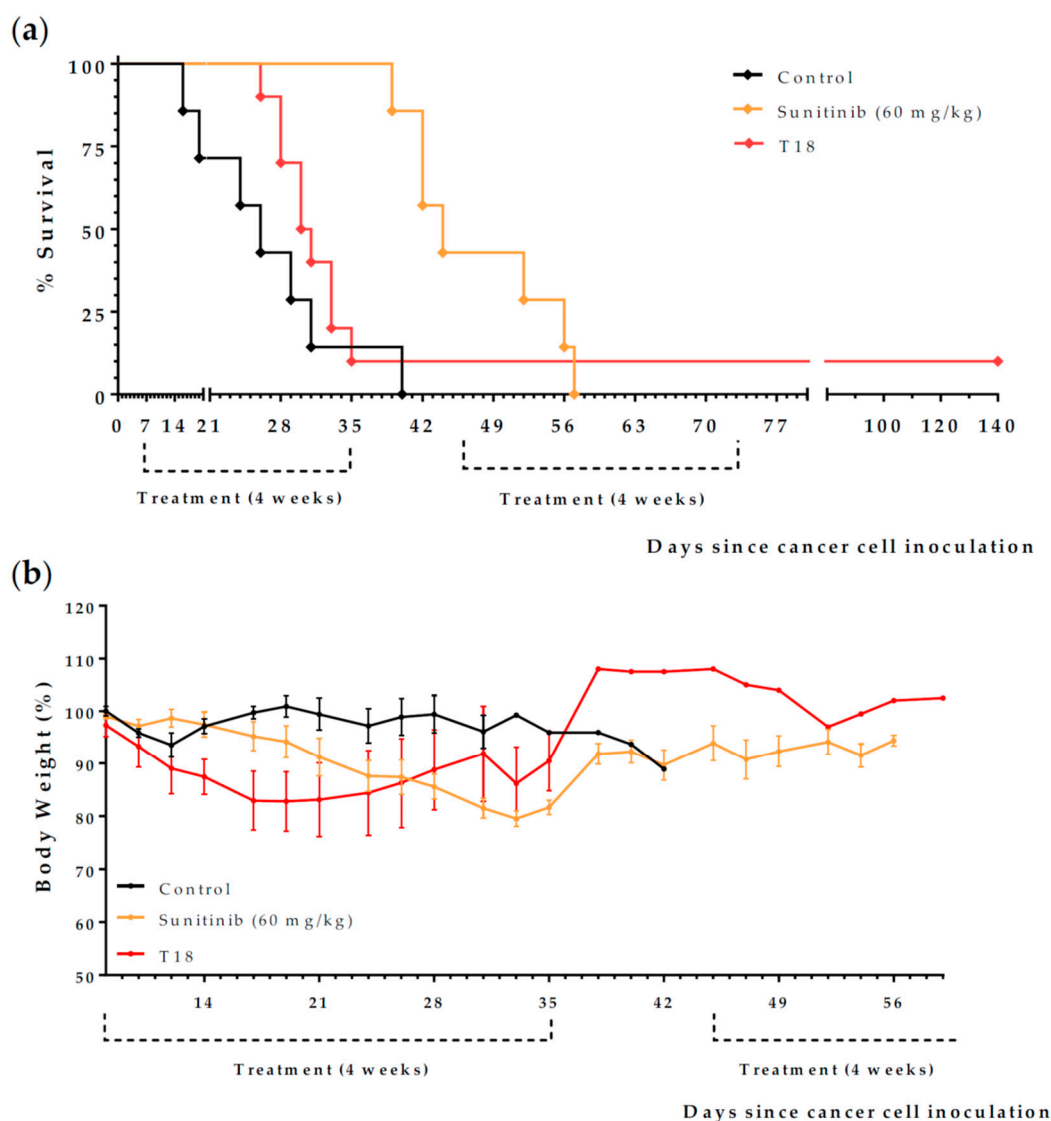 (a)
100
75
50
25
0
% Survival
Control
Sunitinib (60 mg/kg)
T18
0 7 14 21 28 35 42 49 56 63 70 77 100 120 140
Treatment (4 weeks) Treatment (4 weeks)
Days since cancer cell inoculation
(b)
120
110
100
90
80
70
60
50
Body Weight (%)
Control
Sunitinib (60 mg/kg)
T18
14 21 28 35 42 49 56
Treatment (4 weeks) Treatment (4 weeks)
Days since cancer cell inoculation